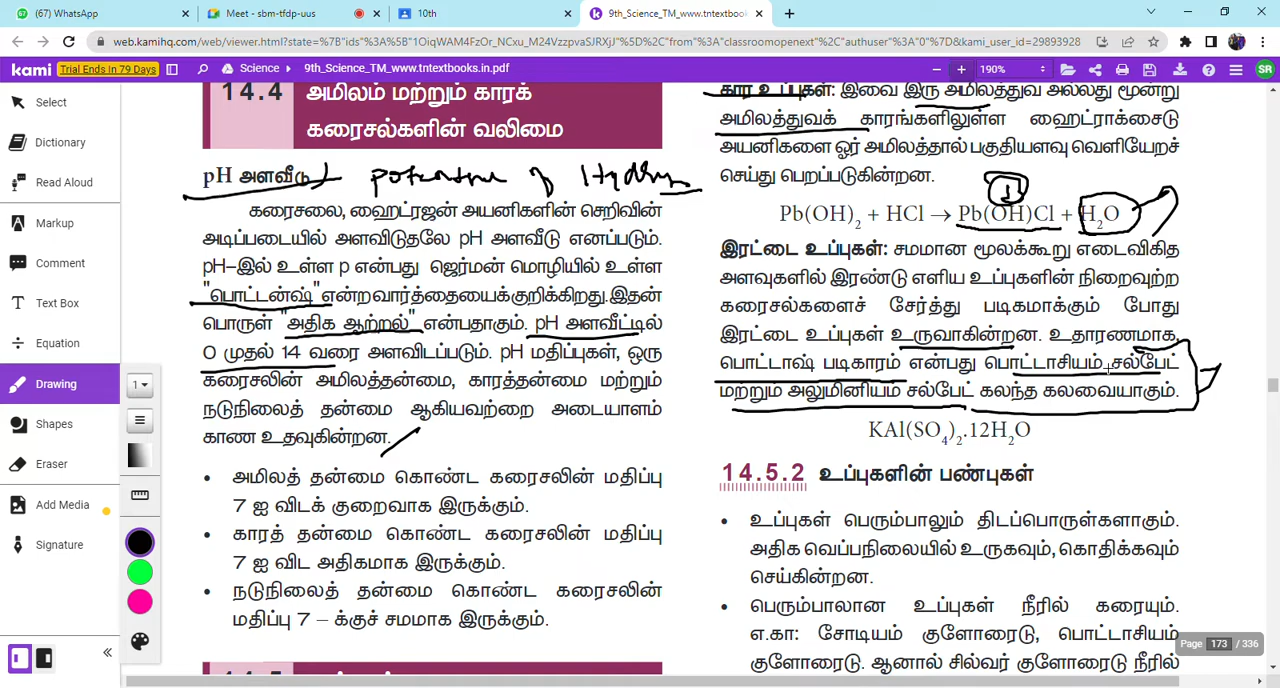 (67) WhatsApp
Meet - sbm-tfdp-uus
10th
9th_Science_TM_www.tntextbooks
web.kamihq.com/web/viewer.html?state=%7B"ids"%3A%5B"1OiqWAM4FzOr_NCxu_M24VzzpvaSJRXjJ"%5D%2C"from"%3A"classroomopenext"%2C"authuser"%3A"0"%7D&kami_user_id=29893928
kami
Trial Ends In 79 Days
Science
9th_Science_TM_www.tntextbooks.in.pdf
190%
SR
Select
Dictionary
Read Aloud
Markup
Comment
Text Box
Equation
Drawing
Shapes
Eraser
Add Media
Signature
1
14.4 அமிலம் மற்றும் காரக்
கரைசல்களின் வலிமை
pH அளவீடு
of
கரைசலை, ஹைட்ரஜன் அயனிகளின் செறிவின்
அடிப்படையில் அளவிடுதலே pH அளவீடு எனப்படும்.
pH–இல் உள்ள p என்பது ஜெர்மன் மொழியில் உள்ள
"பொட்டன்ஷ்" என்ற வார்த்தையைக்குறிக்கிறது.இதன்
பொருள் "அதிக ஆற்றல்" என்பதாகும். pH அளவீட்டில்
0 முதல் 14 வரை அளவிடப்படும். pH மதிப்புகள், ஒரு
கரைசலின் அமிலத்தன்மை, காரத்தன்மை மற்றும்
நடுநிலைத் தன்மை ஆகியவற்றை அடையாளம்
காண உதவுகின்றன.
• அமிலத் தன்மை கொண்ட கரைசலின் மதிப்பு
7 ஐ விடக் குறைவாக இருக்கும்.
• காரத் தன்மை கொண்ட கரைசலின் மதிப்பு
7 ஐ விட அதிகமாக இருக்கும்.
• நடுநிலைத் தன்மை கொண்ட கரைசலின்
மதிப்பு 7 – க்குச் சமமாக இருக்கும்.
கார உப்புகள்: இவை இரு அமிலத்துவ அல்லது மூன்று
அமிலத்துவக் காரங்களிலுள்ள ஹைட்ராக்சைடு
அயனிகளை ஓர் அமிலத்தால் பகுதியளவு வெளியேறச்
செய்து பெறப்படுகின்றன.
1
Pb(OH)₂ + HCl → Pb(OH)Cl + H₂O
இரட்டை உப்புகள்: சமமான மூலக்கூறு எடைவிகித
அளவுகளில் இரண்டு எளிய உப்புகளின் நிறைவுற்ற
கரைசல்களைச் சேர்த்து படிகமாக்கும் போது
இரட்டை உப்புகள் உருவாகின்றன. உதாரணமாக,
பொட்டாஷ் படிகாரம் என்பது பொட்டாசியம் சல்பேட்
மற்றும் அலுமினியம் சல்பேட் கலந்த கலவையாகும்.
KAl(SO₄)₂.12H₂O
14.5.2 உப்புகளின் பண்புகள்
• உப்புகள் பெரும்பாலும் திடப்பொருள்களாகும்.
அதிக வெப்பநிலையில் உருகவும், கொதிக்கவும்
செய்கின்றன.
• பெரும்பாலான உப்புகள் நீரில் கரையும்.
எ.கா: சோடியம் குளோரைடு, பொட்டாசியம்
குளோரைடு. ஆனால் சில்வர் குளோரைடு நீரில்
Page 173 / 336